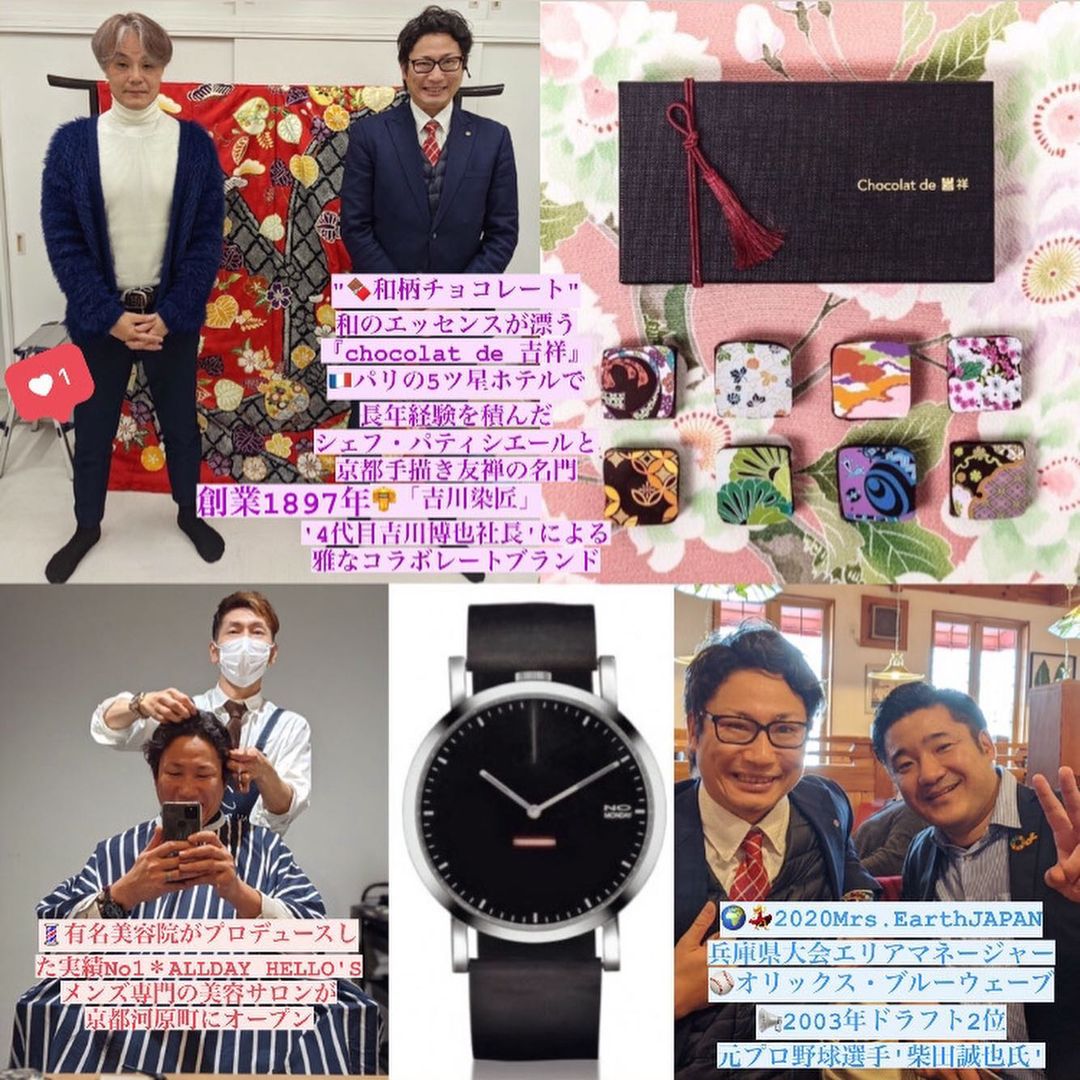 1
"🍫和柄チョコレート"
和のエッセンスが漂う
『chocolat de 吉祥』
🇫🇷パリの5ツ星ホテルで
長年経験を積んだ
シェフ・パティシエールと
京都手描き友禅の名門
創業1897年👘「吉川染匠」
'4代目吉川博也社長'による
雅なコラボレートブランド
Chocolat de 吉祥
💈有名美容院がプロデュースし
た実績No1＊ALLDAY HELLO'S
メンズ専門の美容サロンが
京都河原町にオープン
NO
MONDAY
🌍💃2020Mrs.EarthJAPAN
兵庫県大会エリアマネージャー
⚾オリックス・ブルーウェーブ
📢2003年ドラフト2位
元プロ野球選手'柴田誠也氏'